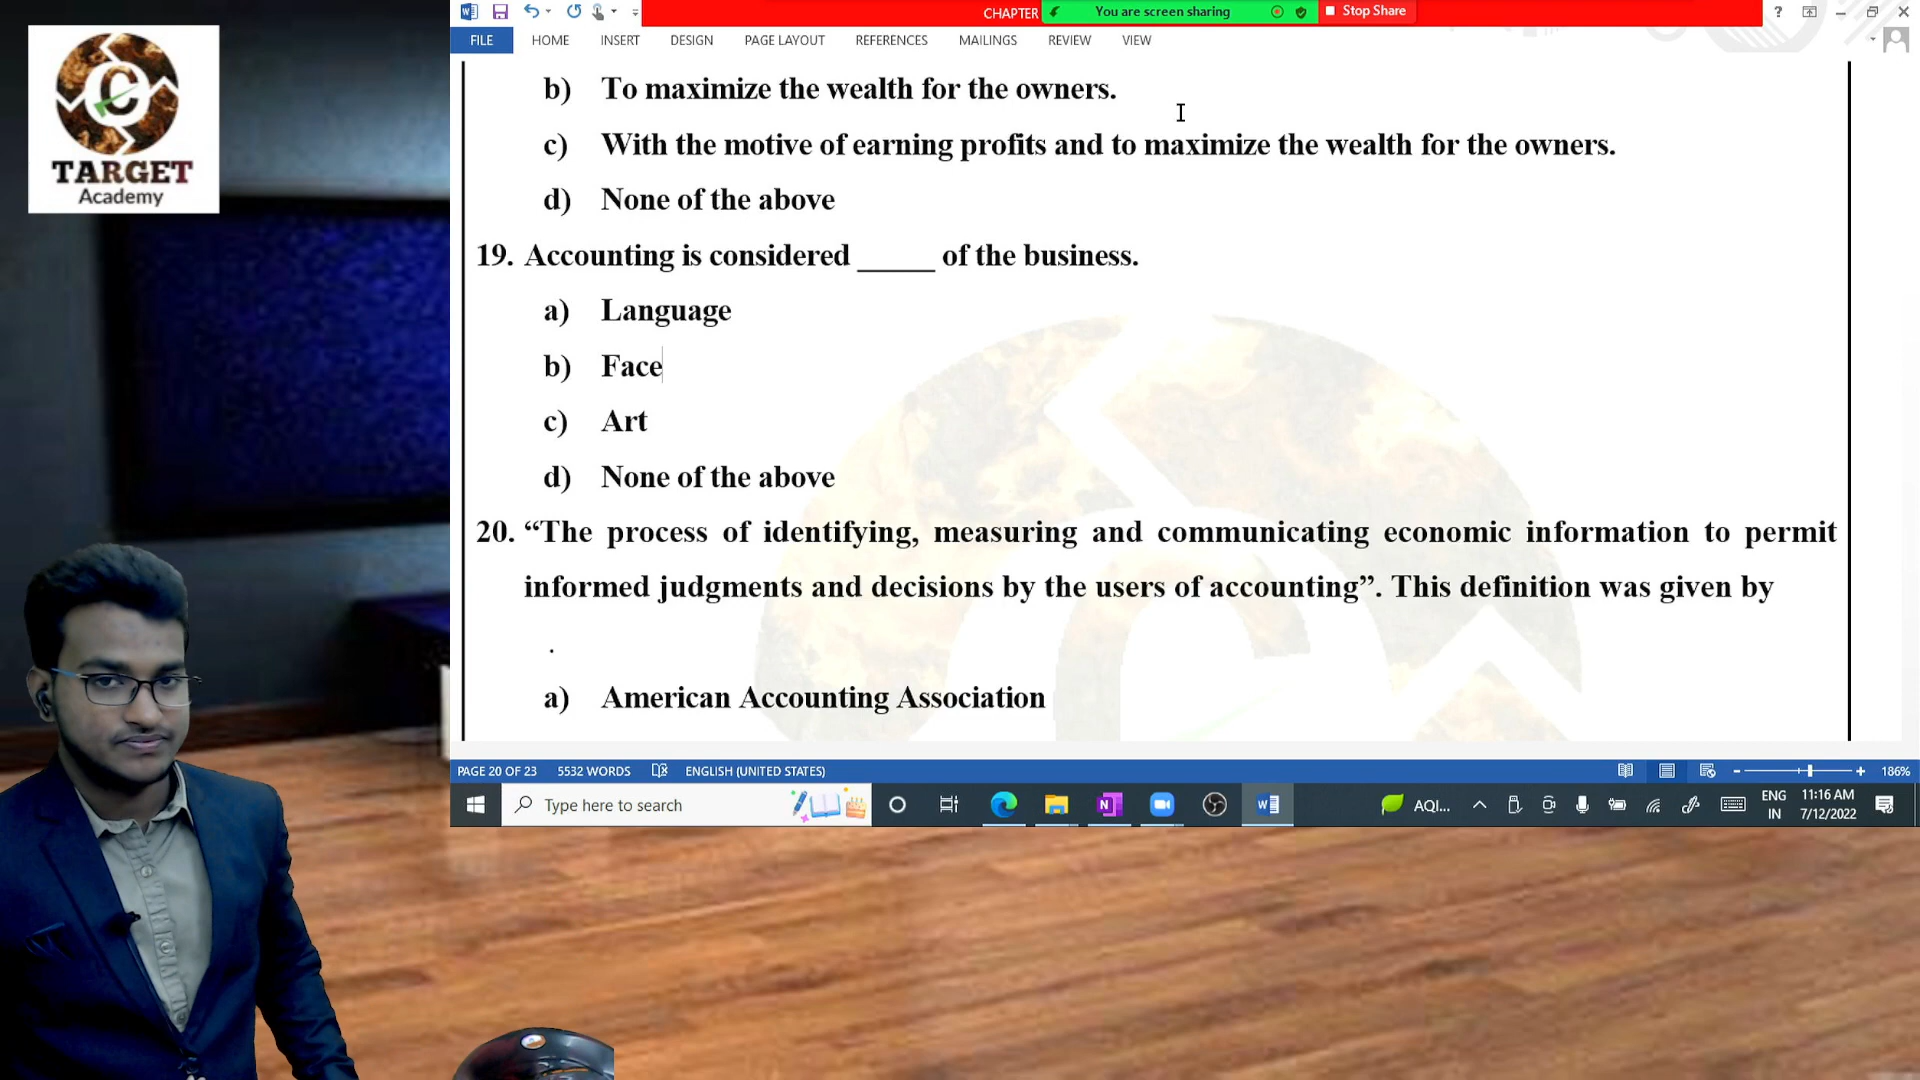 TARGET
Academy
CHAPTER
You are screen sharing
Stop Share
FILE
HOME
INSERT
DESIGN
PAGE LAYOUT
REFERENCES
MAILINGS
REVIEW
VIEW
b) To maximize the wealth for the owners.
c) With the motive of earning profits and to maximize the wealth for the owners.
d) None of the above
19. Accounting is considered _____ of the business.
a) Language
b) Face
c) Art
d) None of the above
20. “The process of identifying, measuring and communicating economic information to permit
informed judgments and decisions by the users of accounting”. This definition was given by
.
a) American Accounting Association
PAGE 20 OF 23
5532 WORDS
ENGLISH (UNITED STATES)
186%
Type here to search
AQI...
ENG
IN
11:16 AM
7/12/2022